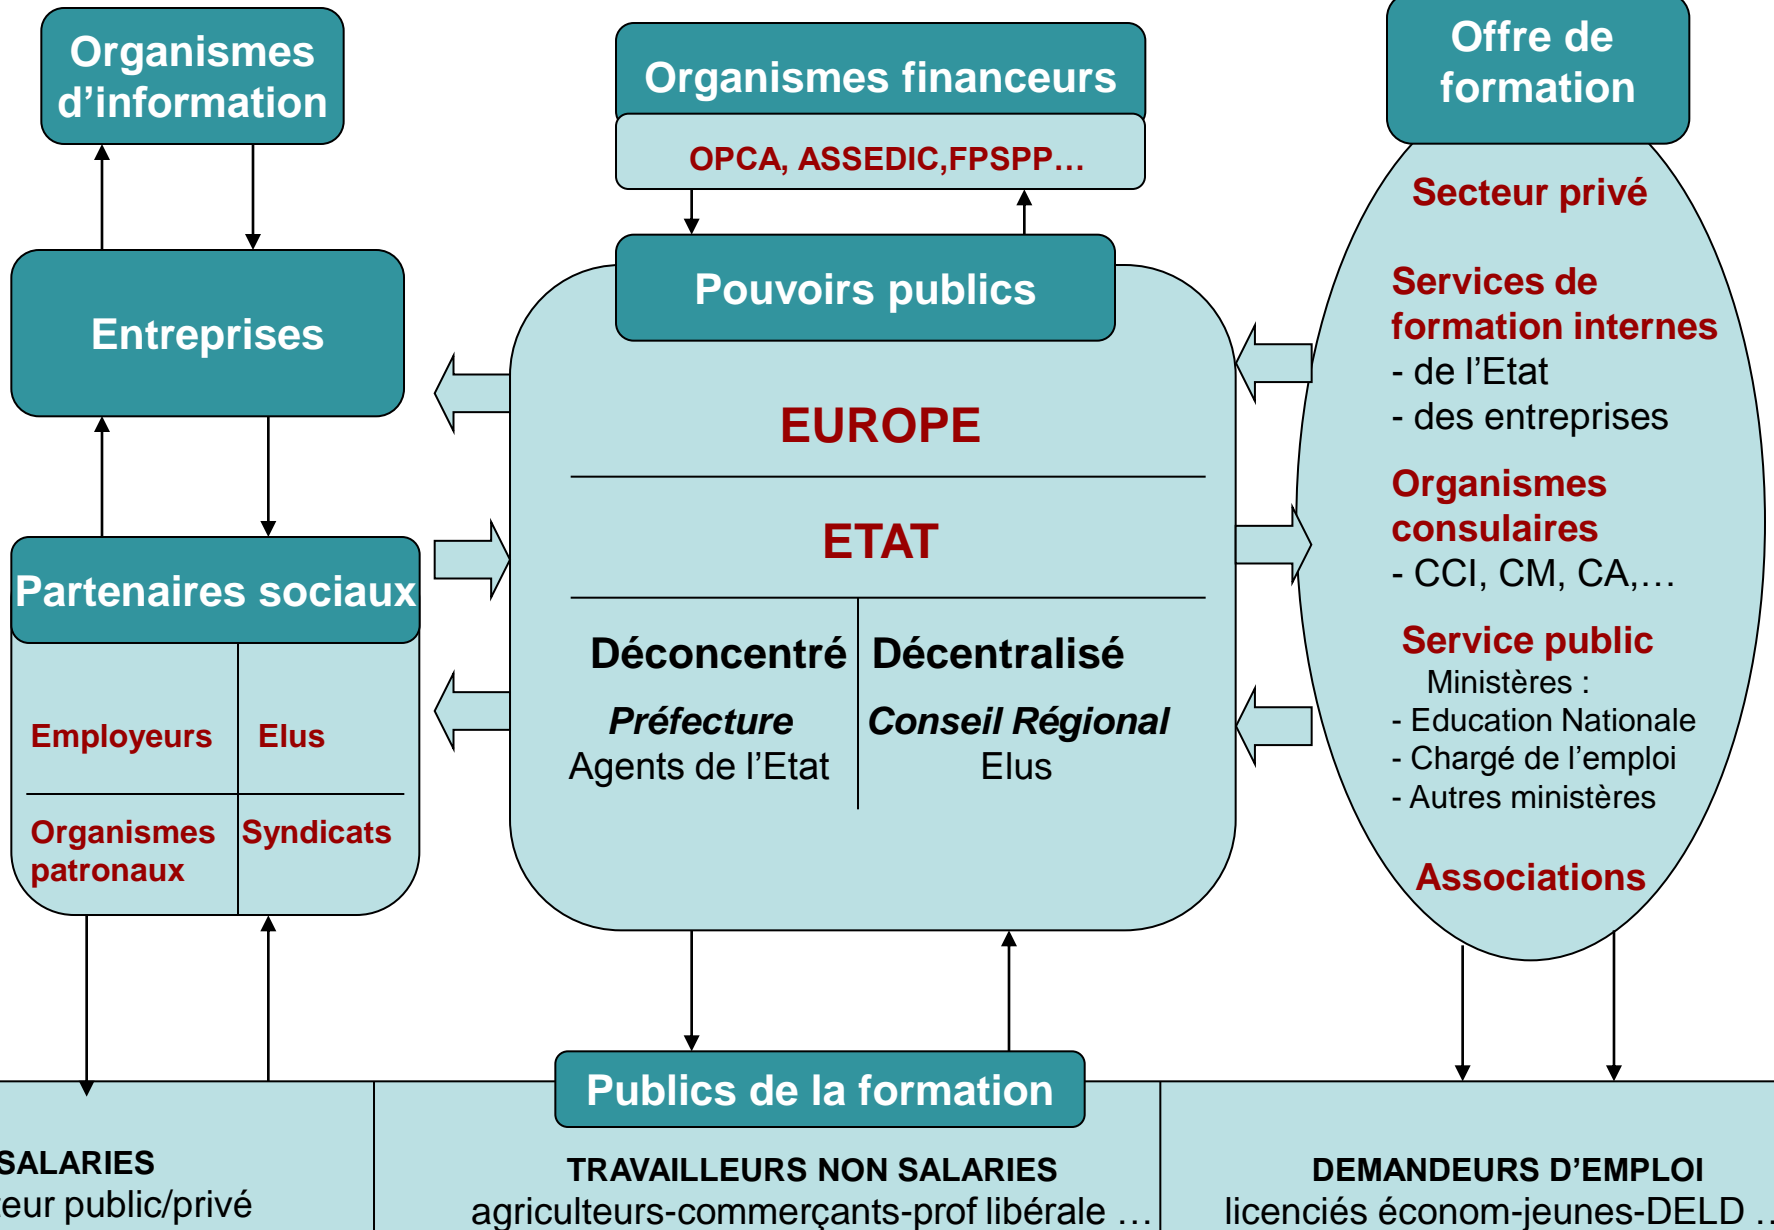 Organismes
d’information
Entreprises
Partenaires sociaux
Employeurs
Elus
Organismes
patronaux
Syndicats
Organismes financeurs
OPCA, ASSEDIC,FPSPP…
Pouvoirs publics
EUROPE
ETAT
Déconcentré
Préfecture
Agents de l’Etat
Décentralisé
Conseil Régional
Elus
Offre de
formation
Secteur privé
Services de
formation internes
- de l’Etat
- des entreprises
Organismes
consulaires
- CCI, CM, CA,…
Service public
Ministères :
- Education Nationale
- Chargé de l’emploi
- Autres ministères
Associations
Publics de la formation
SALARIES
public/privé
TRAVAILLEURS NON SALARIES
agriculteurs-commerçants-prof libérale …
DEMANDEURS D’EMPLOI
licenciés économ-jeunes-DELD ..